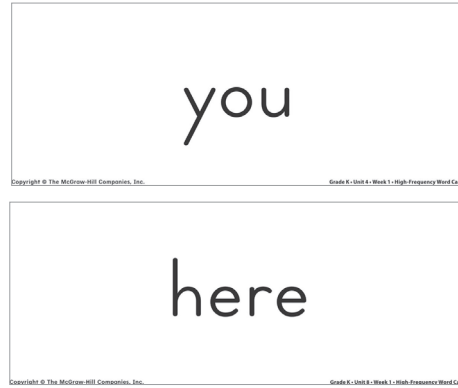 you
Copyright © The McGraw-Hill Companies, Inc. Grade K • Unit 4 • Week 1 • High-Frequency Word Ca
here
Copyright © The McGraw-Hill Companies, Inc. Grade K • Unit 8 • Week 1 • High-Frequency Word Ca